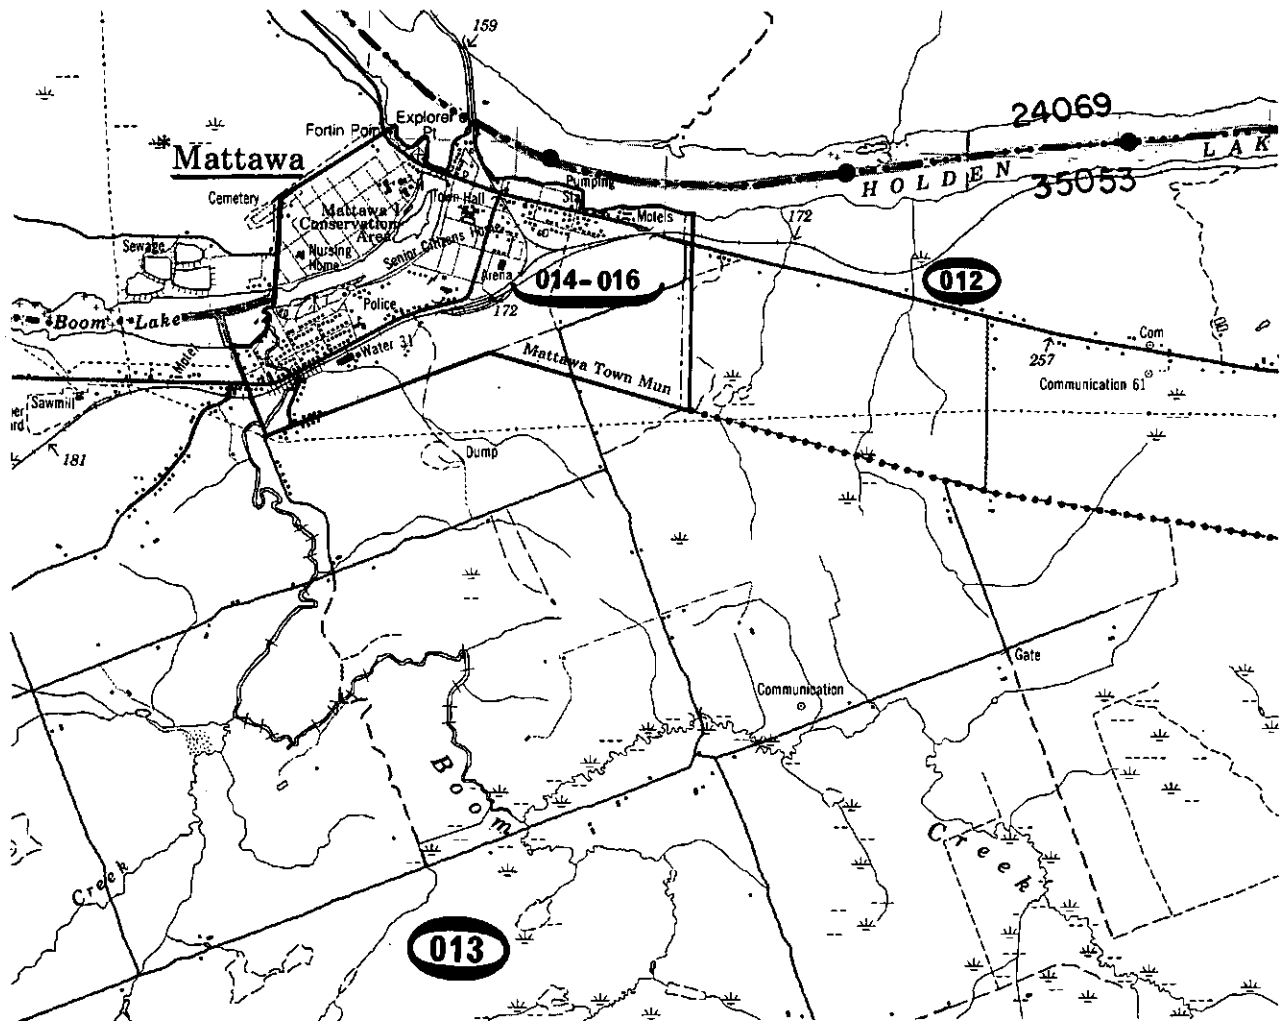 159
24069
Explorer's
Pt
Fortin Point
Mattawa
HOLDEN LAK
35053
Pumping
Sta
Cemetery
Town Hall
Mattawa
Conservation
Area
Motels
172
Senior Citizens Home
Sewage
Nursing
Home
Arena
014-016
012
Police
172
Boom Lake
Motel
Water 31
Mattawa Town Mun
257
Com
Communication 61
Sawmill
181
Dump
Gate
Communication
Boom
Creek
Creek
013